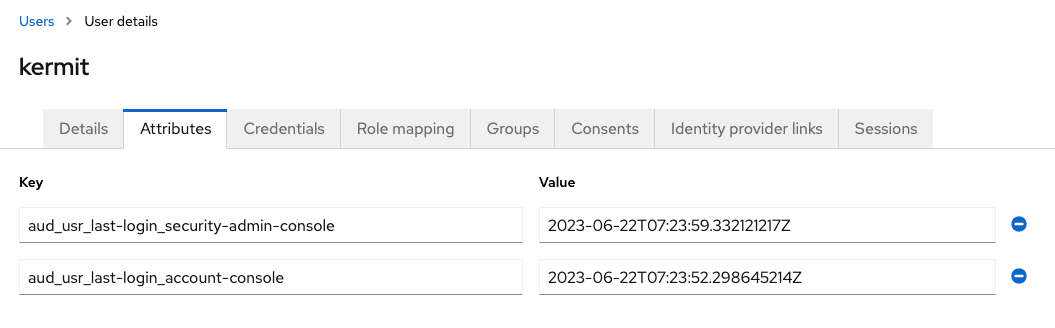 Users > User details
kermit
Details Attributes Credentials Role mapping Groups Consents Identity provider links Sessions
Key Value
aud_usr_last-login_security-admin-console 2023-06-22T07:23:59.332121217Z
aud_usr_last-login_account-console 2023-06-22T07:23:52.298645214Z